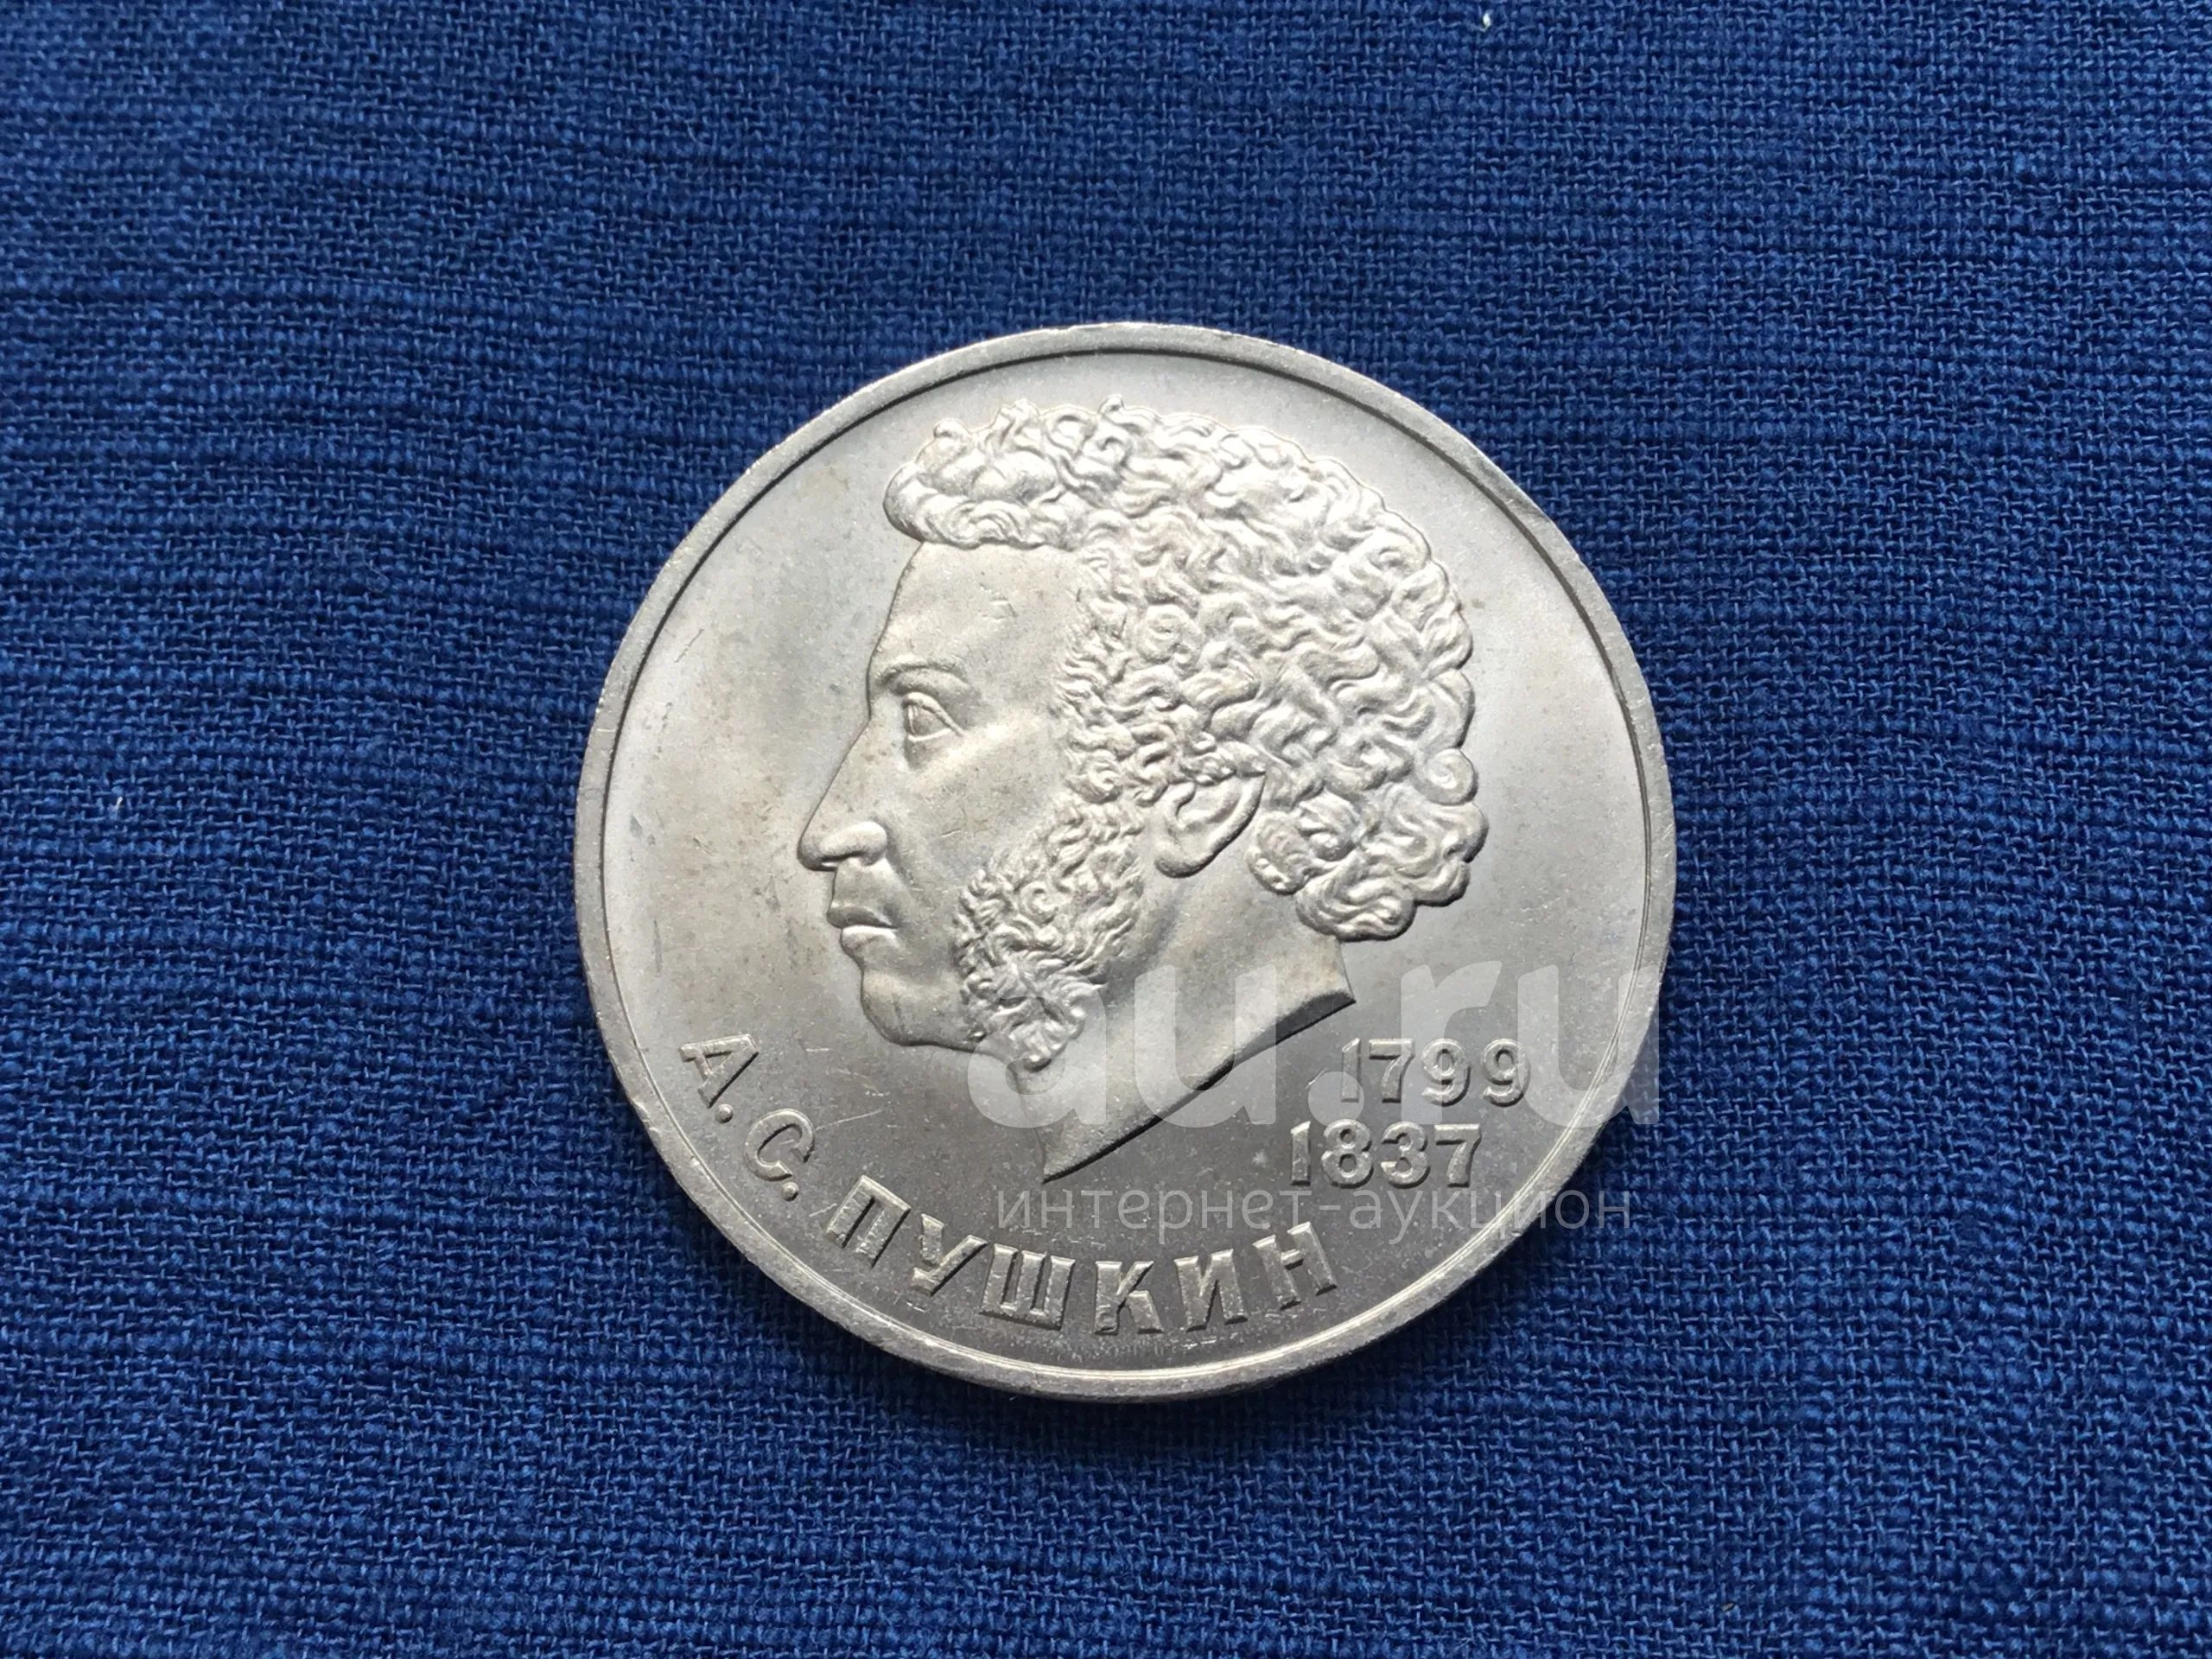 1799
1837
А. С. ПУШКИН
au.ru
интернет-аукцион